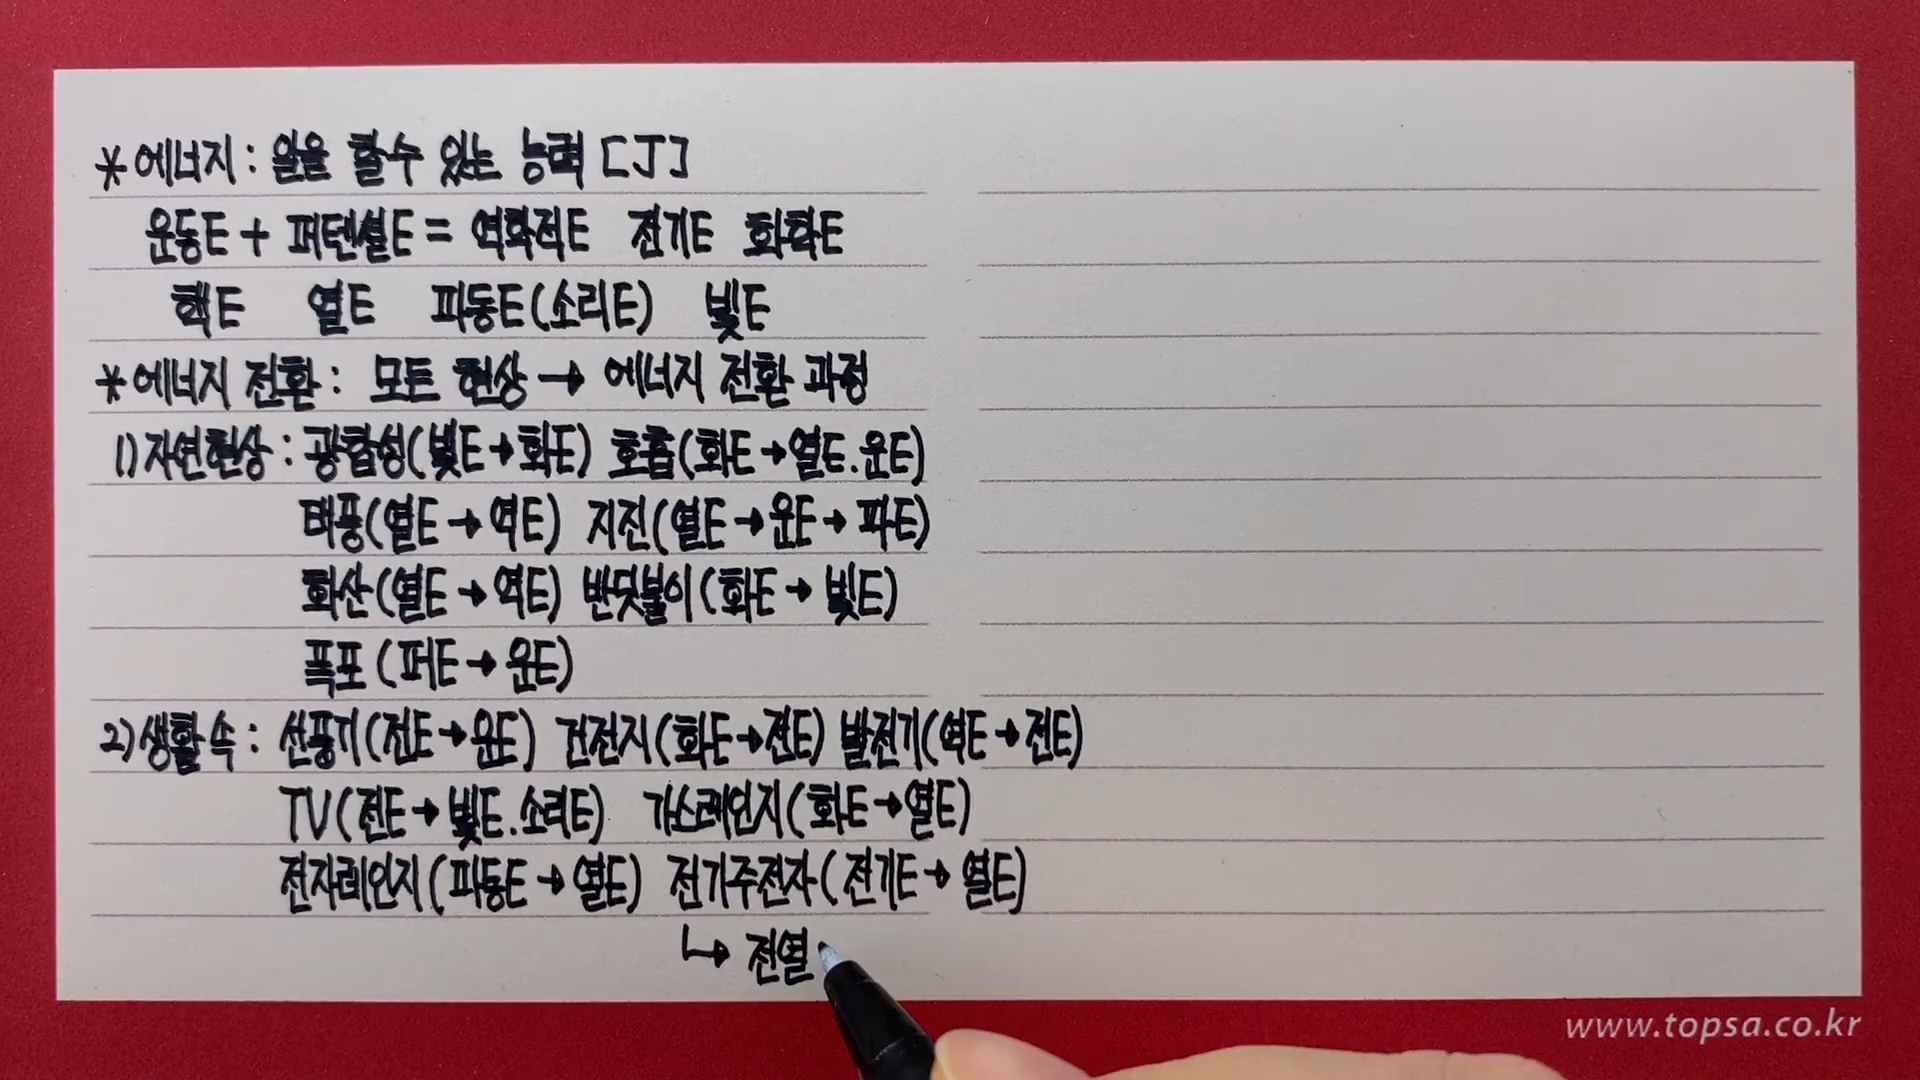 * 에너지 : 일을 할 수 있는 능력 [J]
운동E + 퍼텐셜E = 역학적E 전기E 화학E
핵E 열E 파동E(소리E) 빛E
* 에너지 전환 : 모든 현상 → 에너지 전환 과정
1) 자연현상 : 광합성(빛E → 화E) 호흡(화E → 열E.운E)
태풍(열E → 역E) 지진(열E → 운E → 파E)
화산(열E → 역E) 반딧불이(화E → 빛E)
폭포(퍼E → 운E)
2) 생활 속 : 선풍기(전E → 운E) 건전지(화E → 전E) 발전기(역E → 전E)
TV(전E → 빛E.소리E) 가스레인지(화E → 열E)
전자레인지(파동E → 열E) 전기주전자(전기E → 열E)
↳ 전열
www.topsa.co.kr